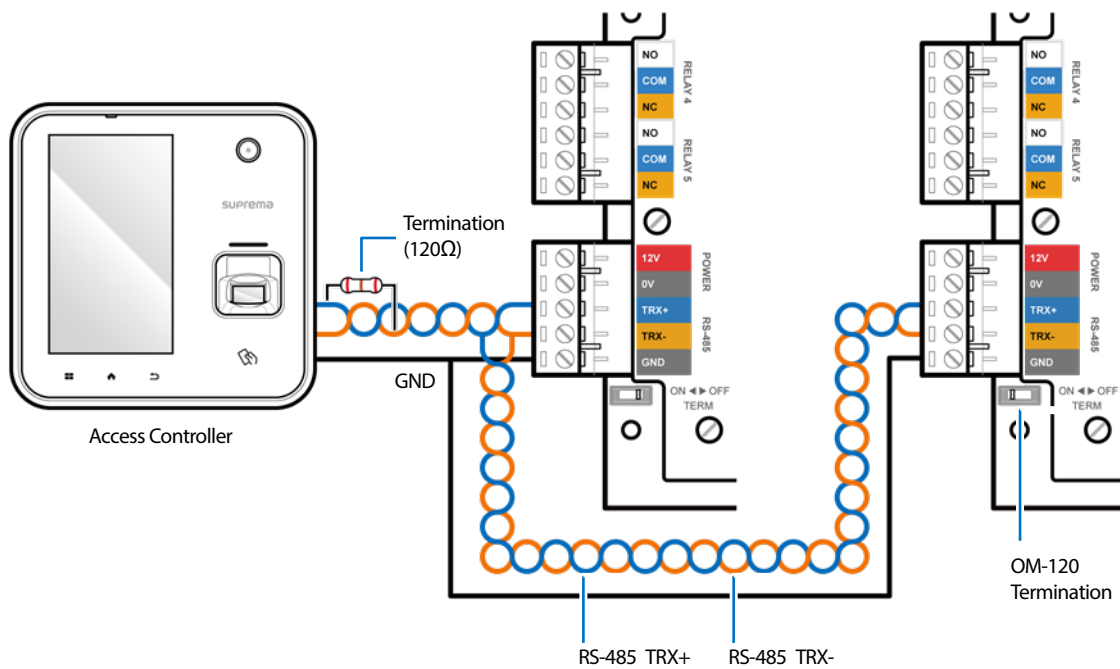 suprema
Termination
(120Ω)
GND
Access Controller
NO
COM
NC
RELAY 4
NO
COM
NC
RELAY 5
12V
0V
POWER
TRX+
TRX-
GND
RS-485
ON ◄► OFF
TERM
NO
COM
NC
RELAY 4
NO
COM
NC
RELAY 5
12V
0V
POWER
TRX+
TRX-
GND
RS-485
ON ◄► OFF
TERM
OM-120
Termination
RS-485 TRX+
RS-485 TRX-